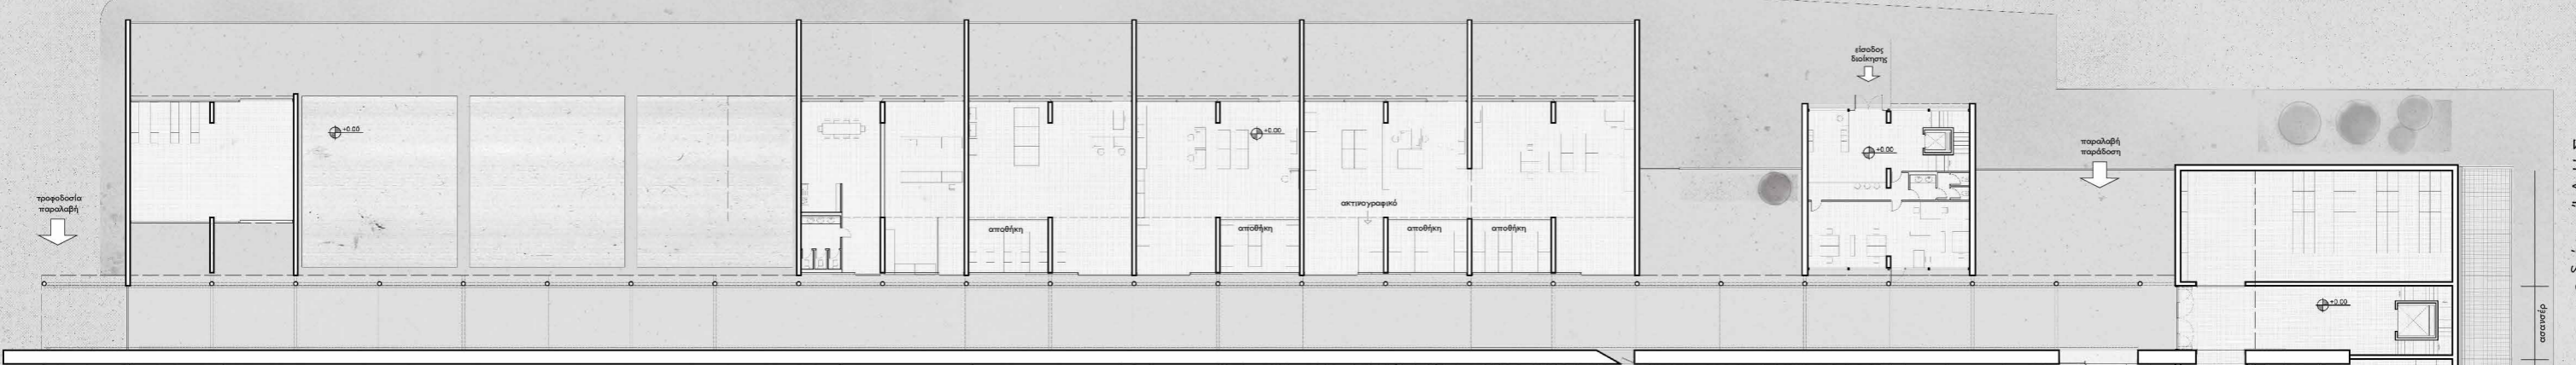 είσοδος
διοίκησης
+0.00
+0.00
+0.00
παραλαβή
παράδοση
τροφοδοσία
παραλαβή
ακτινογραφικό
αποθήκη
αποθήκη
αποθήκη
αποθήκη
+0.00
ασανσέρ